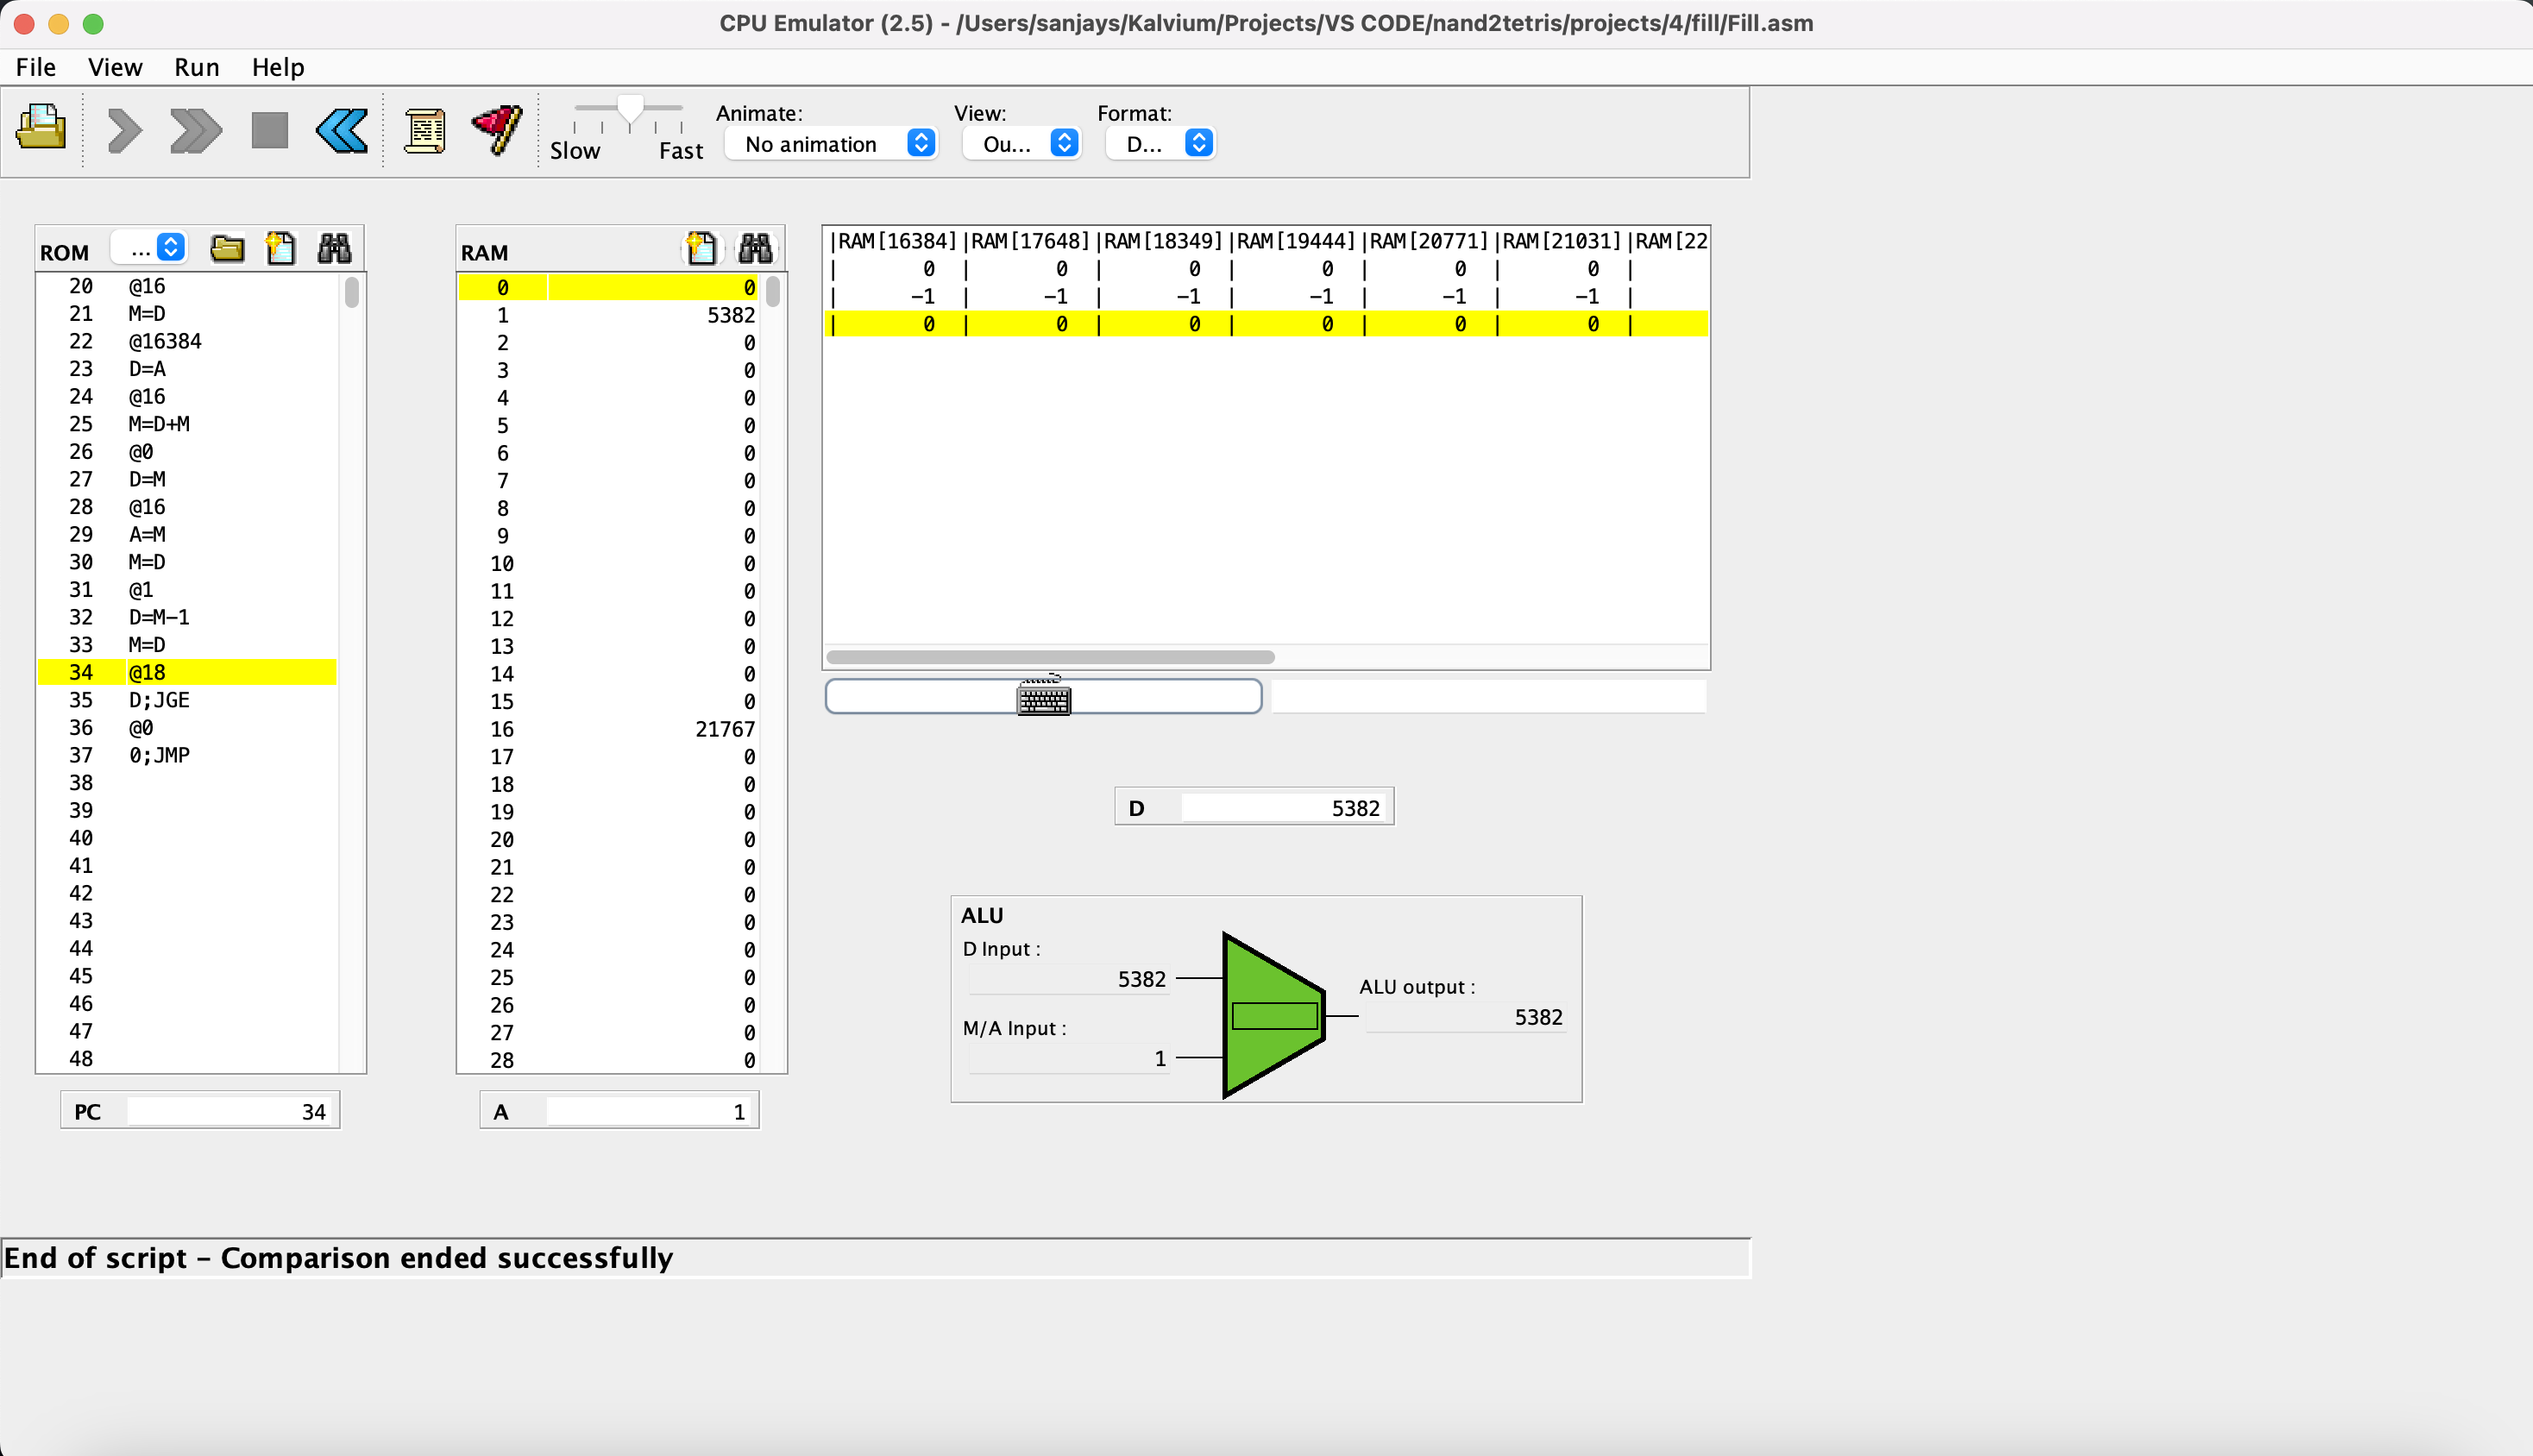 CPU Emulator (2.5) - /Users/sanjays/Kalvium/Projects/VS CODE/nand2tetris/projects/4/fill/Fill.asm
File View Run Help
Animate: View: Format:
Slow Fast No animation Ou... D...
ROM ...
20 @16
21 M=D
22 @16384
23 D=A
24 @16
25 M=D+M
26 @0
27 D=M
28 @16
29 A=M
30 M=D
31 @1
32 D=M-1
33 M=D
34 @18
35 D;JGE
36 @0
37 0;JMP
38
39
40
41
42
43
44
45
46
47
48
PC 34
RAM
0 0
1 5382
2 0
3 0
4 0
5 0
6 0
7 0
8 0
9 0
10 0
11 0
12 0
13 0
14 0
15 0
16 21767
17 0
18 0
19 0
20 0
21 0
22 0
23 0
24 0
25 0
26 0
27 0
28 0
A 1
|RAM[16384]|RAM[17648]|RAM[18349]|RAM[19444]|RAM[20771]|RAM[21031]|RAM[22
| 0 | 0 | 0 | 0 | 0 | 0 |
| -1 | -1 | -1 | -1 | -1 | -1 |
| 0 | 0 | 0 | 0 | 0 | 0 |
D 5382
ALU
D Input :
5382
M/A Input :
1
ALU output :
5382
End of script - Comparison ended successfully